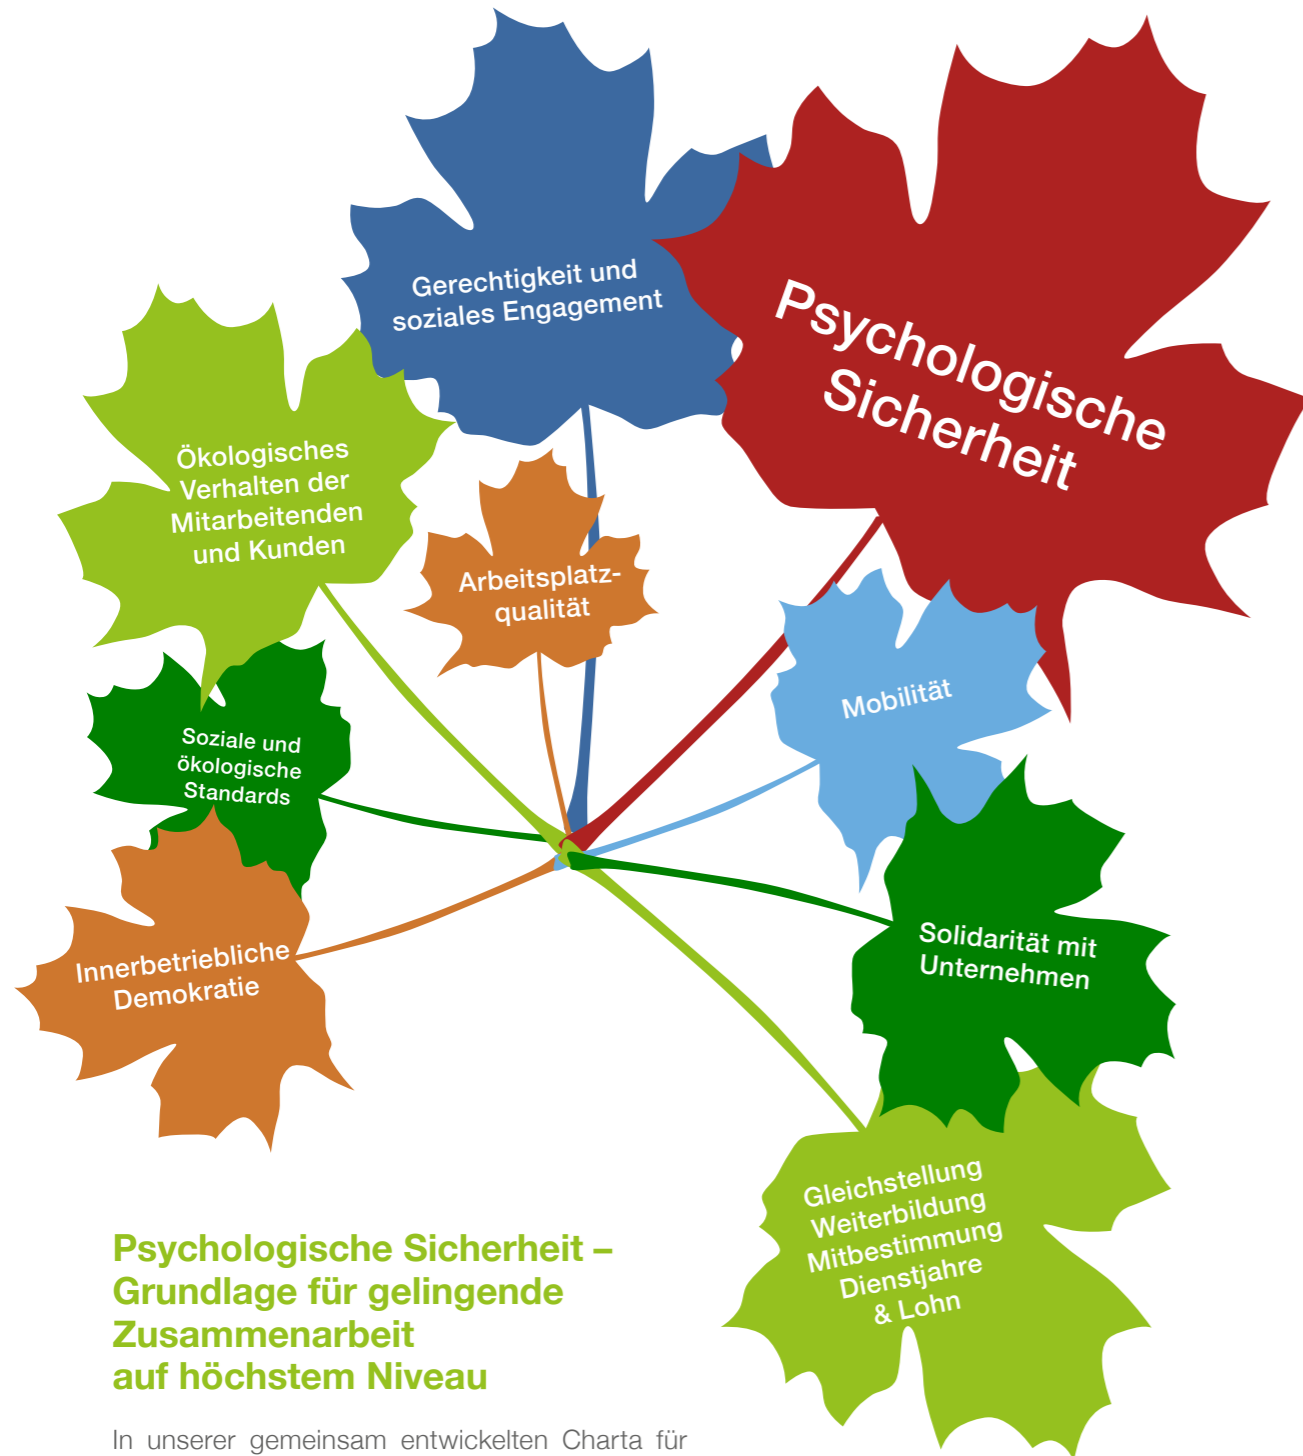 Gerechtigkeit und
soziales Engagement
Psychologische
Sicherheit
Ökologisches
Verhalten der
Mitarbeitenden
und Kunden
Arbeitsplatz-
qualität
Mobilität
Soziale und
ökologische
Standards
Innerbetriebliche
Demokratie
Solidarität mit
Unternehmen
Gleichstellung
Weiterbildung
Mitbestimmung
Dienstjahre
& Lohn
Psychologische Sicherheit –
Grundlage für gelingende
Zusammenarbeit
auf höchstem Niveau
In unserer gemeinsam entwickelten Charta für